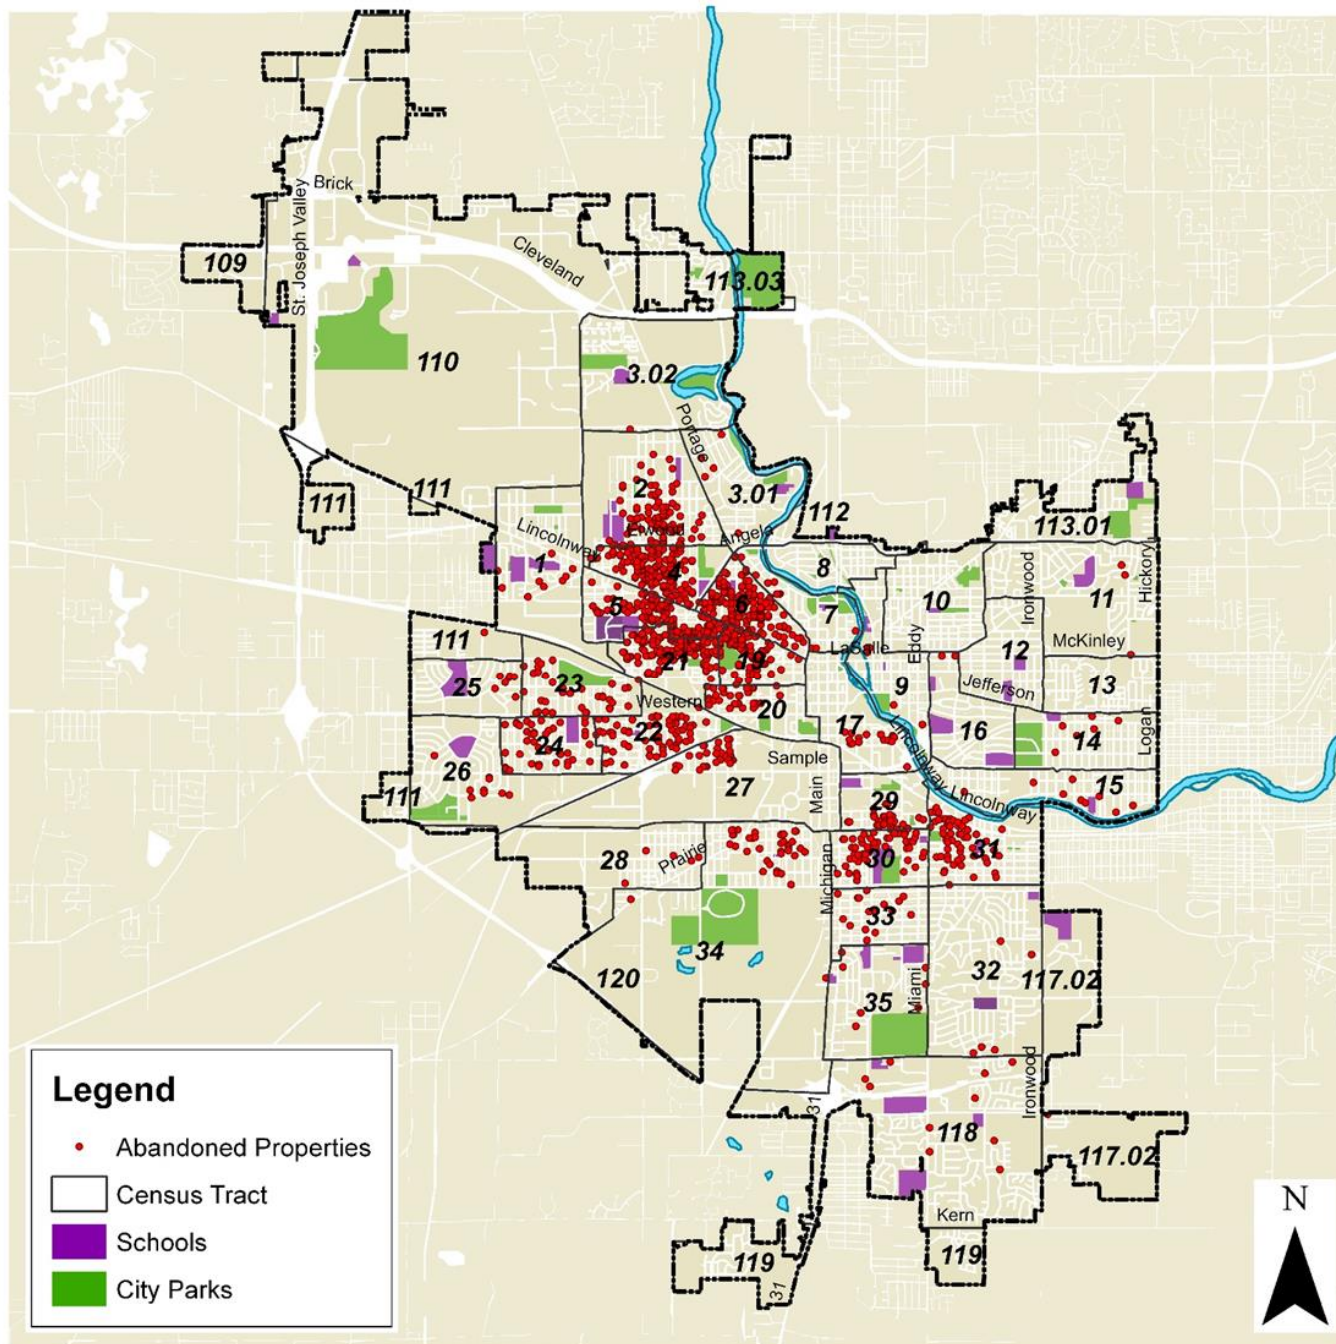 Brick
St. Joseph Valley
Cleveland
109
113.03
110
3.02
Portage
111
111
2
3.01
112
113.01
Lincolnway
Elwood
Angela
1
4
8
Ironwood
Hickory
10
11
5
6
7
LaSalle
Eddy
McKinley
111
12
21
19
25
23
9
Jefferson
13
Western
20
17
16
14
Logan
24
22
Lincolnway
Sample
26
27
Main
Lincolnway
15
111
29
28
Prairie
Michigan
30
31
33
34
120
32
117.02
35
Miami
Ironwood
31
118
117.02
Kern
119
119
31
N
Legend
Abandoned Properties
Census Tract
Schools
City Parks